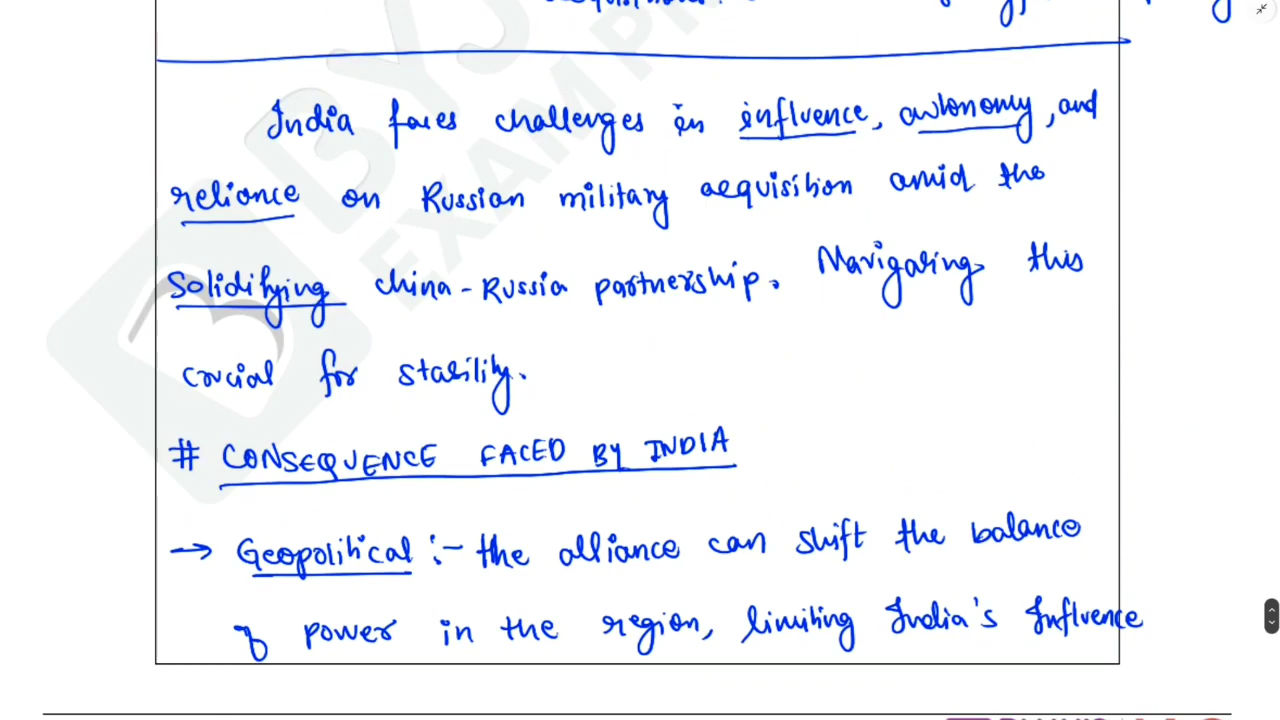 India faces challenges in influence, autonomy, and
reliance on Russian military acquisition amid the
Solidifying china - Russia partnership. Navigating this
crucial for stability.
# CONSEQUENCE FACED BY INDIA
→ Geopolitical :- the alliance can shift the balance
of power in the region, limiting India's Influence